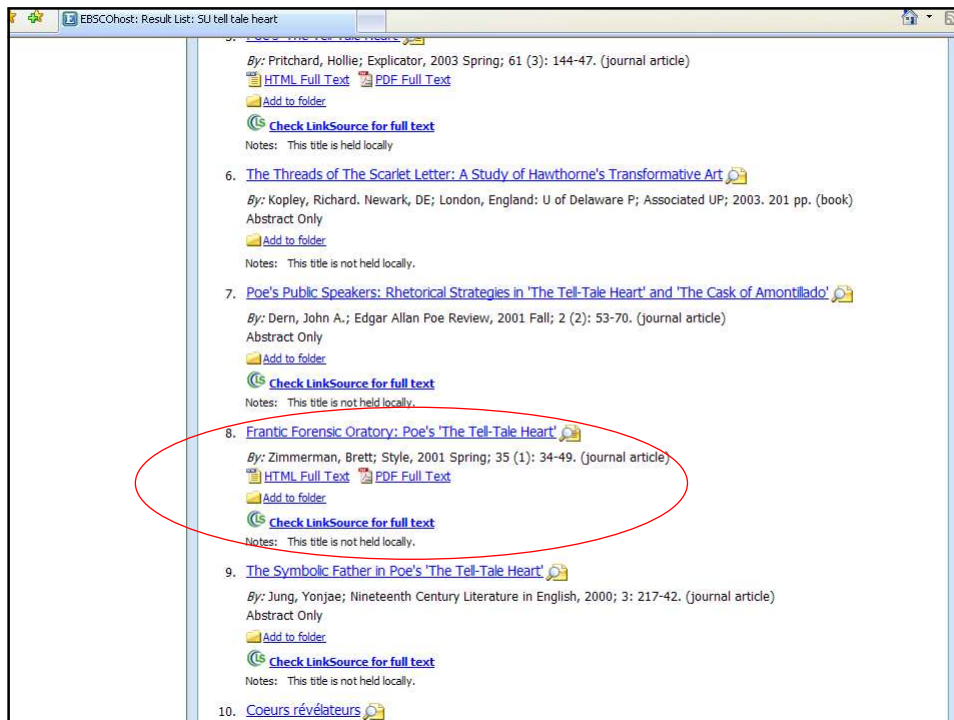 EBSCOhost: Result List: SU tell tale heart
5. Poe's 'The Tell-Tale Heart'
By: Pritchard, Hollie; Explicator, 2003 Spring; 61 (3): 144-47. (journal article)
HTML Full Text PDF Full Text
Add to folder
LS Check LinkSource for full text
Notes: This title is held locally
6. The Threads of The Scarlet Letter: A Study of Hawthorne's Transformative Art
By: Kopley, Richard. Newark, DE; London, England: U of Delaware P; Associated UP; 2003. 201 pp. (book)
Abstract Only
Add to folder
Notes: This title is not held locally.
7. Poe's Public Speakers: Rhetorical Strategies in 'The Tell-Tale Heart' and 'The Cask of Amontillado'
By: Dern, John A.; Edgar Allan Poe Review, 2001 Fall; 2 (2): 53-70. (journal article)
Abstract Only
Add to folder
LS Check LinkSource for full text
Notes: This title is not held locally.
8. Frantic Forensic Oratory: Poe's 'The Tell-Tale Heart'
By: Zimmerman, Brett; Style, 2001 Spring; 35 (1): 34-49. (journal article)
HTML Full Text PDF Full Text
Add to folder
LS Check LinkSource for full text
Notes: This title is not held locally.
9. The Symbolic Father in Poe's 'The Tell-Tale Heart'
By: Jung, Yonjae; Nineteenth Century Literature in English, 2000; 3: 217-42. (journal article)
Abstract Only
Add to folder
LS Check LinkSource for full text
Notes: This title is not held locally.
10. Coeurs révélateurs